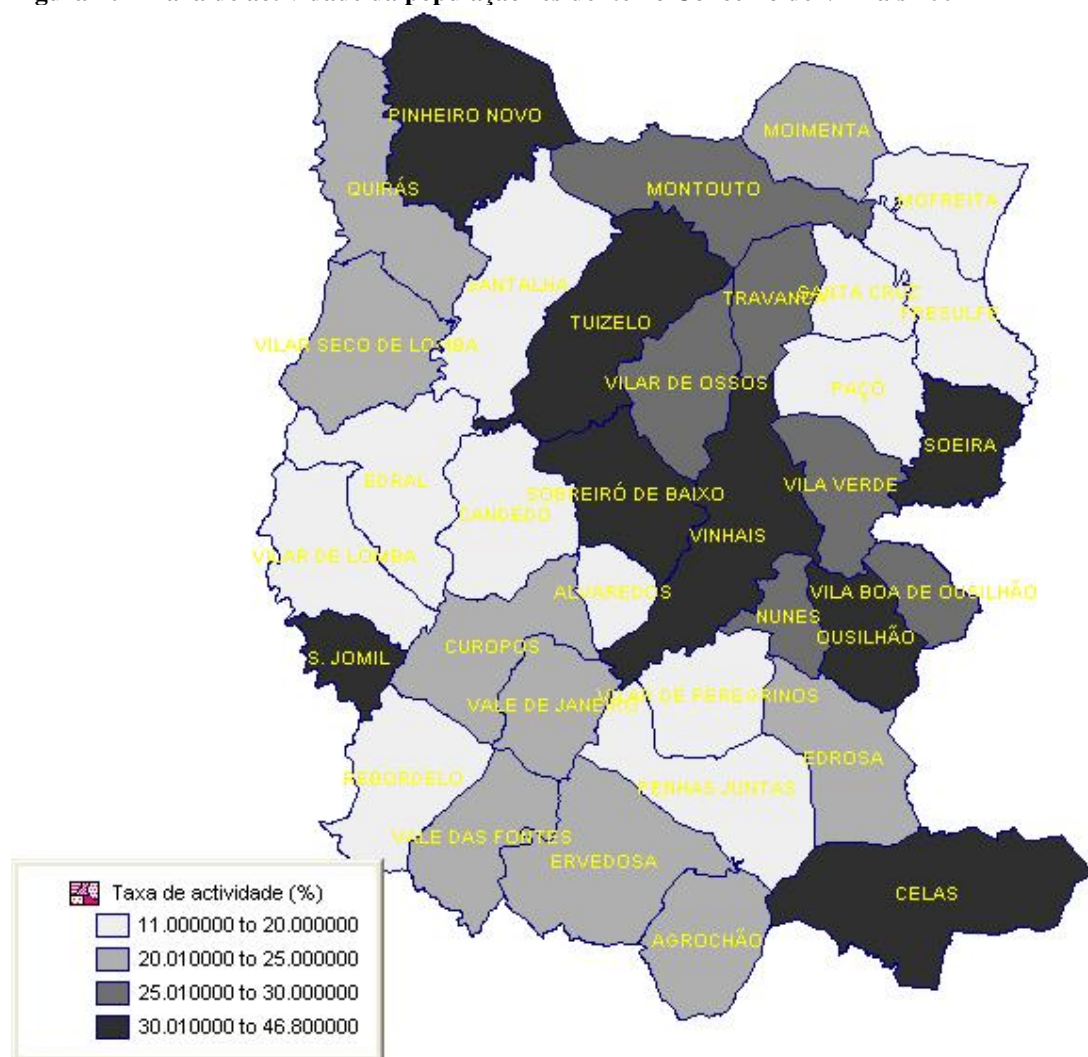 PINHEIRO NOVO
MOIMENTA
QUIRÁS
MONTOUTO
MOFREITA
SANTALHA
TRAVANCA
SANTA CRUZ
FRESULFE
TUIZELO
VILAR SECO DE LOMBA
VILAR DE OSSOS
PAÇÓ
SOEIRA
EDRAL
SOBREIRÓ DE BAIXO
VILA VERDE
CANDEDO
VINHAIS
VILAR DE LOMBA
ALVAREDOS
VILA BOA DE OUSILHÃO
NUNES
OUSILHÃO
S. JOMIL
CUROPOS
VILAR DE PEREGRINOS
VALE DE JANEIRO
EDROSA
REBORDELO
PENHAS JUNTAS
VALE DAS FONTES
ERVEDOSA
CELAS
AGROCHÃO
Taxa de actividade (%)
11.000000 to 20.000000
20.010000 to 25.000000
25.010000 to 30.000000
30.010000 to 46.800000